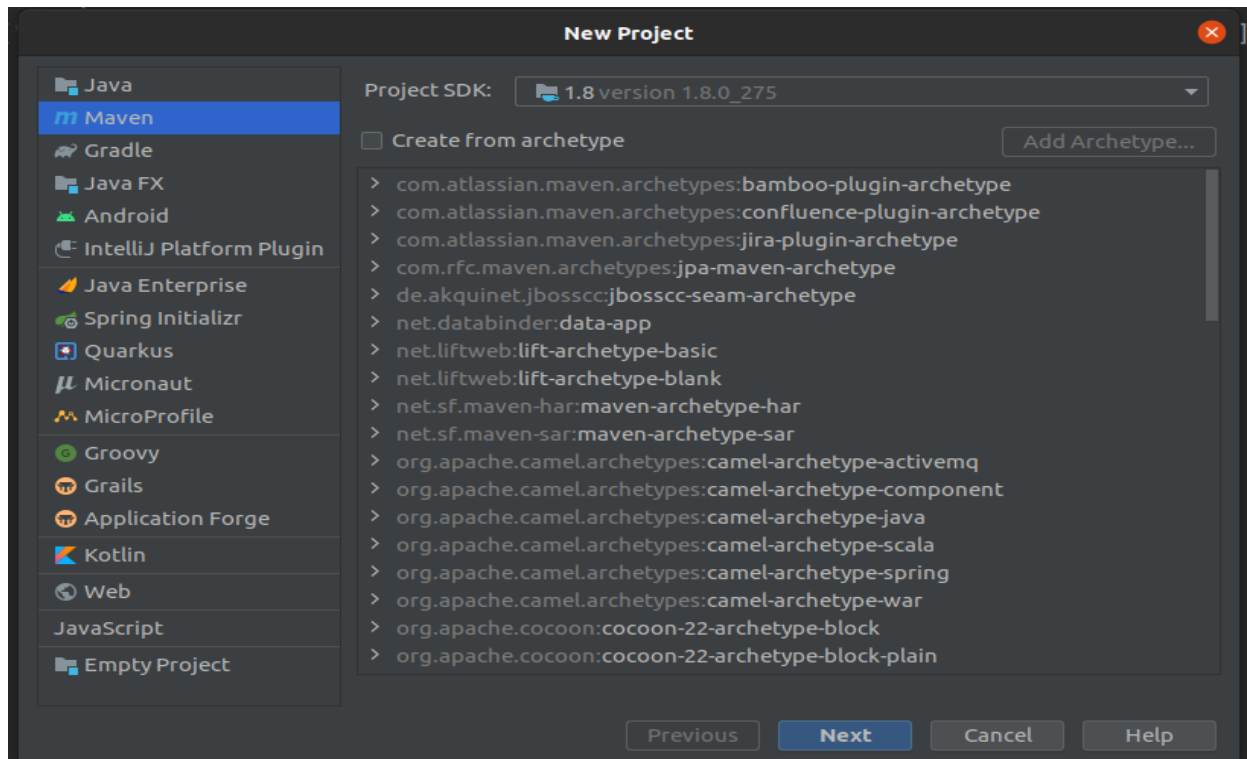 New Project
Java
Maven
Gradle
Java FX
Android
IntelliJ Platform Plugin
Java Enterprise
Spring Initializr
Quarkus
Micronaut
MicroProfile
Groovy
Grails
Application Forge
Kotlin
Web
JavaScript
Empty Project
Project SDK: 1.8 version 1.8.0_275
Create from archetype Add Archetype...
com.atlassian.maven.archetypes:bamboo-plugin-archetype
com.atlassian.maven.archetypes:confluence-plugin-archetype
com.atlassian.maven.archetypes:jira-plugin-archetype
com.rfc.maven.archetypes:jpa-maven-archetype
de.akquinet.jbosscc:jbosscc-seam-archetype
net.databinder:data-app
net.liftweb:lift-archetype-basic
net.liftweb:lift-archetype-blank
net.sf.maven-har:maven-archetype-har
net.sf.maven-sar:maven-archetype-sar
org.apache.camel.archetypes:camel-archetype-activemq
org.apache.camel.archetypes:camel-archetype-component
org.apache.camel.archetypes:camel-archetype-java
org.apache.camel.archetypes:camel-archetype-scala
org.apache.camel.archetypes:camel-archetype-spring
org.apache.camel.archetypes:camel-archetype-war
org.apache.cocoon:cocoon-22-archetype-block
org.apache.cocoon:cocoon-22-archetype-block-plain
Previous Next Cancel Help